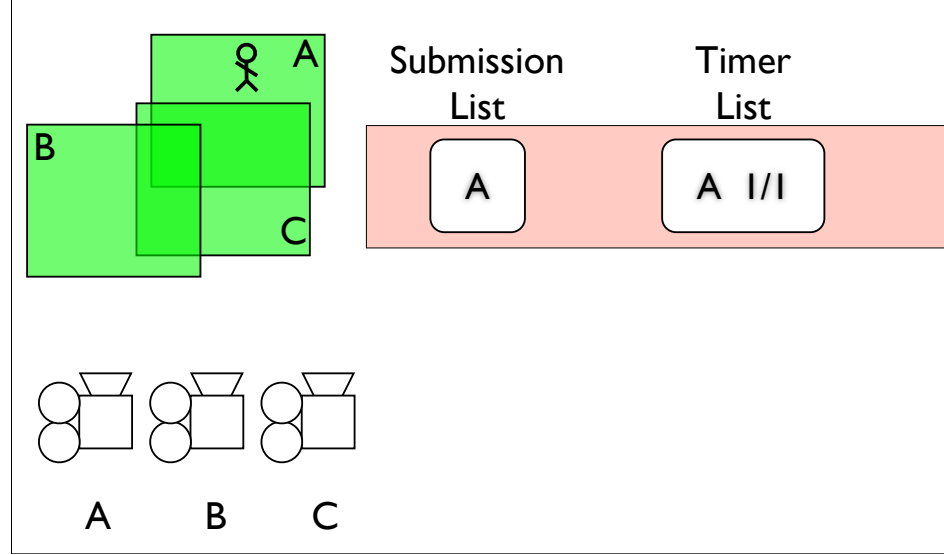 A
B
C
Submission
List
Timer
List
A
A 1/1
A B C